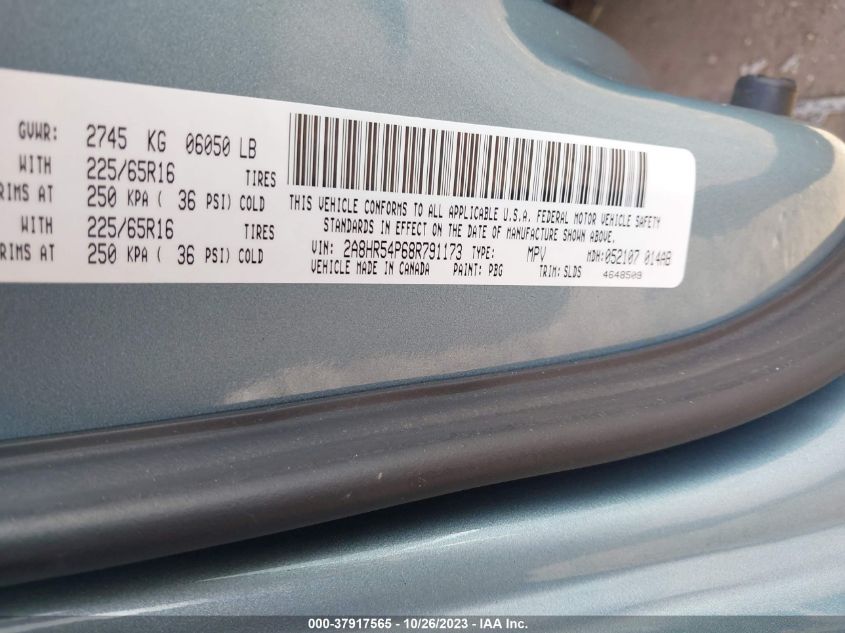 GVWR: 2745 KG 06050 LB
WITH 225/65R16 TIRES
RIMS AT 250 KPA ( 36 PSI) COLD
WITH 225/65R16 TIRES
RIMS AT 250 KPA ( 36 PSI) COLD
THIS VEHICLE CONFORMS TO ALL APPLICABLE U.S.A. FEDERAL MOTOR VEHICLE SAFETY
STANDARDS IN EFFECT ON THE DATE OF MANUFACTURE SHOWN ABOVE.
VIN: 2A8HR54P68R791173 TYPE: MPV MDH: 052107 014AB
VEHICLE MADE IN CANADA PAINT: PBG TRIM: SLDS 4648509
000-37917565 - 10/26/2023 - IAA Inc.